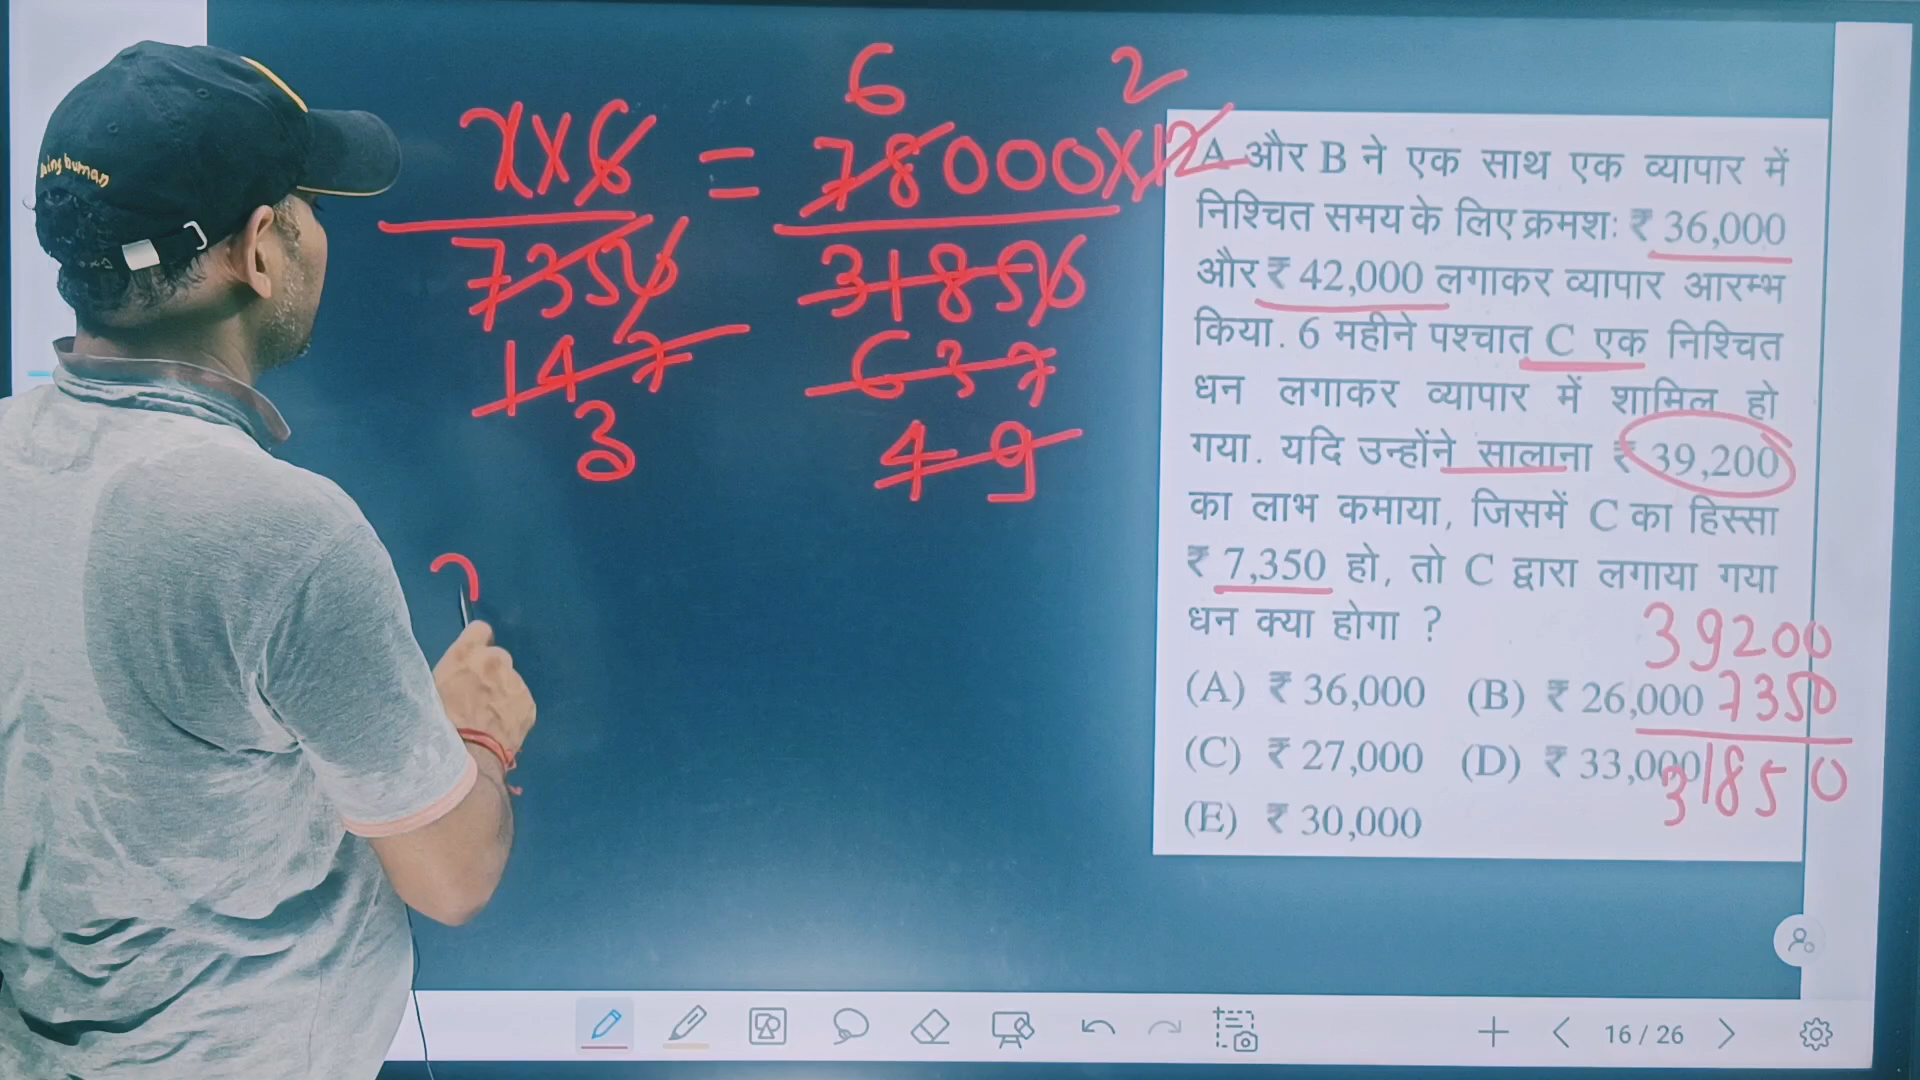 6 2
x×6 = 78000×12
7350 31850
147 637
3 49
A और B ने एक साथ एक व्यापार में
निश्चित समय के लिए क्रमशः ₹ 36,000
और ₹ 42,000 लगाकर व्यापार आरम्भ
किया. 6 महीने पश्चात C एक निश्चित
धन लगाकर व्यापार में शामिल हो
गया. यदि उन्होंने सालाना ₹ 39,200
का लाभ कमाया, जिसमें C का हिस्सा
₹ 7,350 हो, तो C द्वारा लगाया गया
धन क्या होगा ?
39200
(A) ₹ 36,000 (B) ₹ 26,000 7350
(C) ₹ 27,000 (D) ₹ 33,000
31850
(E) ₹ 30,000
16 / 26